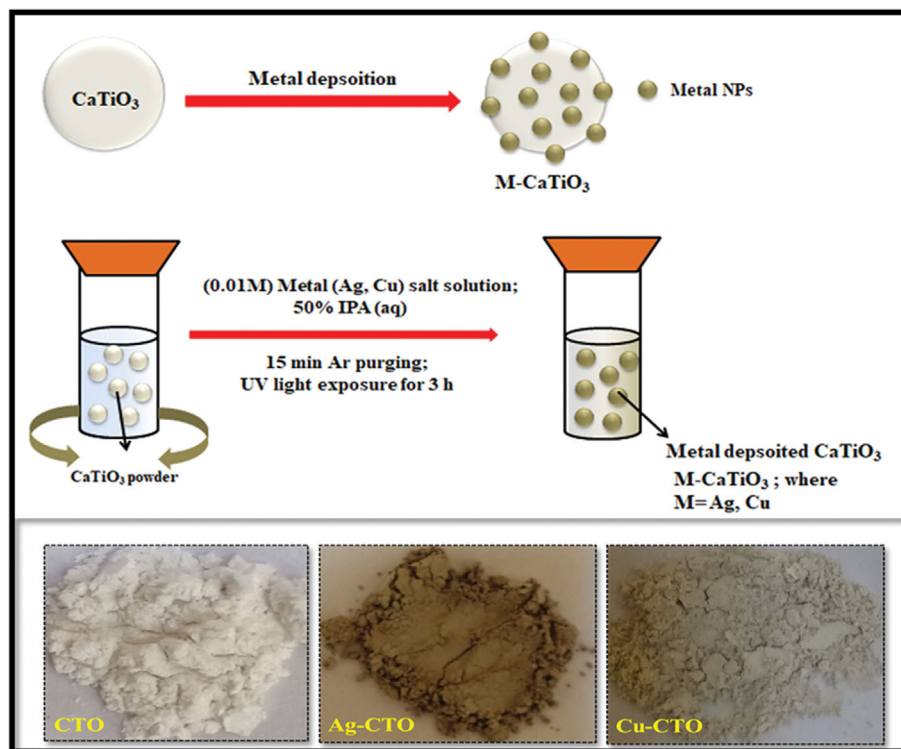 CaTiO₃
Metal depsoition
Metal NPs
M-CaTiO₃
(0.01M) Metal (Ag, Cu) salt solution;
50% IPA (aq)
15 min Ar purging;
UV light exposure for 3 h
CaTiO₃ powder
Metal depsoited CaTiO₃
M-CaTiO₃ ; where
M= Ag, Cu
CTO
Ag-CTO
Cu-CTO